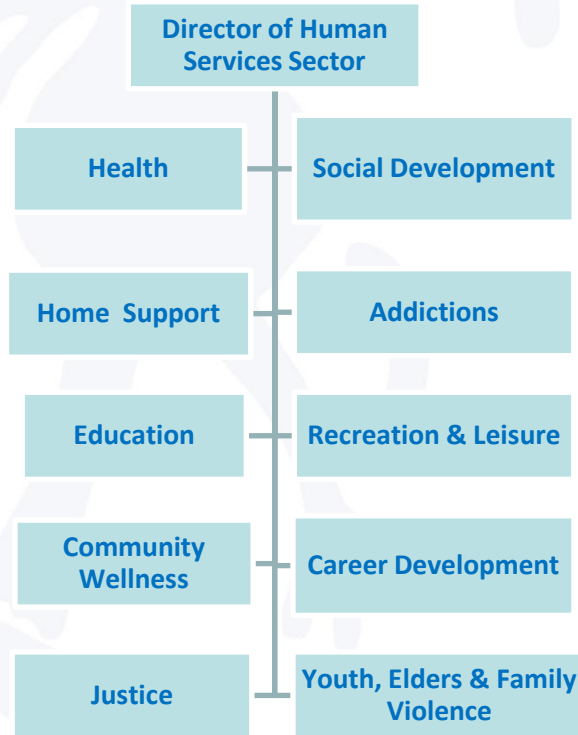 Director of Human
Services Sector
Health
Social Development
Home Support
Addictions
Education
Recreation & Leisure
Community
Wellness
Career Development
Justice
Youth, Elders & Family
Violence